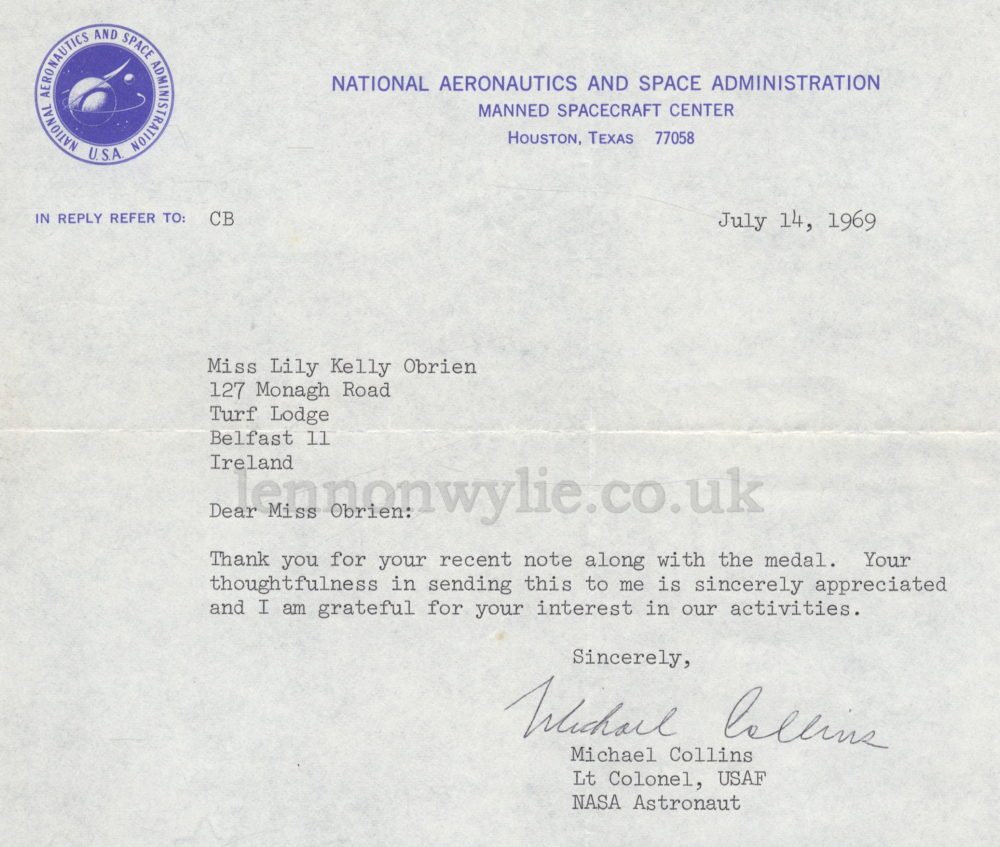 NATIONAL AERONAUTICS AND SPACE ADMINISTRATION
U.S.A.
NATIONAL AERONAUTICS AND SPACE ADMINISTRATION
MANNED SPACECRAFT CENTER
HOUSTON, TEXAS 77058
IN REPLY REFER TO: CB
July 14, 1969
Miss Lily Kelly Obrien
127 Monagh Road
Turf Lodge
Belfast 11
Ireland
lennonwylie.co.uk
Dear Miss Obrien:
Thank you for your recent note along with the medal. Your
thoughtfulness in sending this to me is sincerely appreciated
and I am grateful for your interest in our activities.
Sincerely,
Michael Collins
Michael Collins
Lt Colonel, USAF
NASA Astronaut